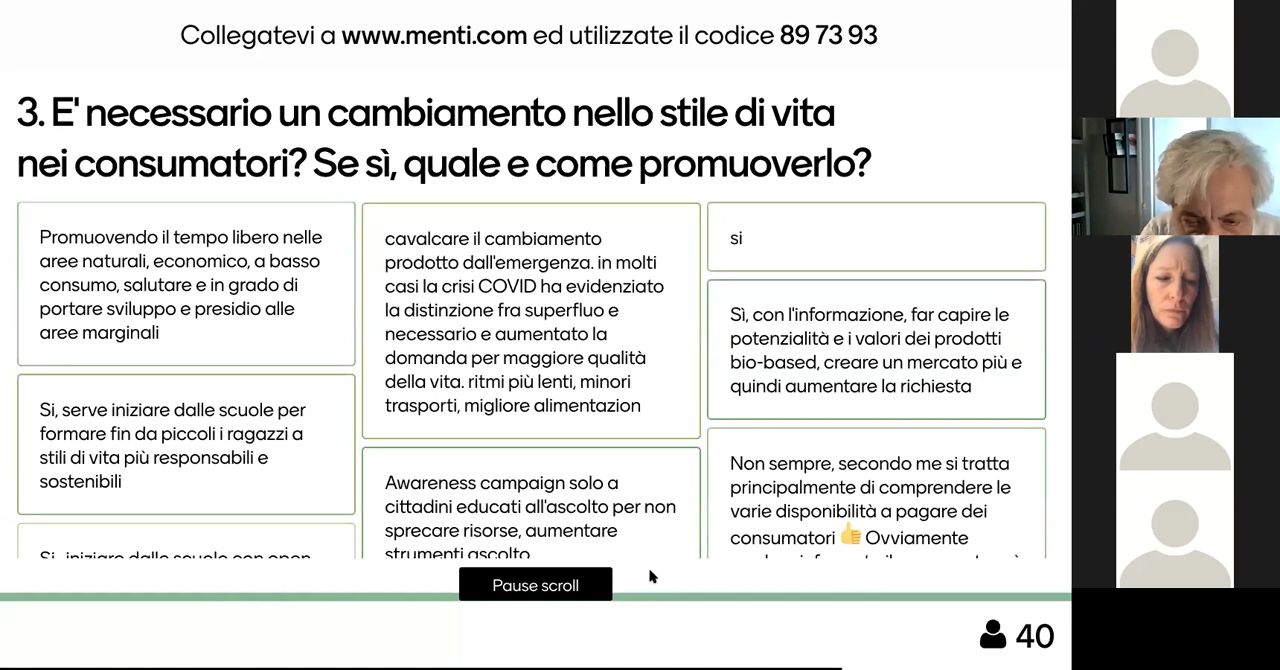 Collegatevi a www.menti.com ed utilizzate il codice 89 73 93
3. E' necessario un cambiamento nello stile di vita
nei consumatori? Se sì, quale e come promuoverlo?
Promuovendo il tempo libero nelle
aree naturali, economico, a basso
consumo, salutare e in grado di
portare sviluppo e presidio alle
aree marginali
Si, serve iniziare dalle scuole per
formare fin da piccoli i ragazzi a
stili di vita più responsabili e
sostenibili
Si, iniziare dalle scuole con open
cavalcare il cambiamento
prodotto dall'emergenza. in molti
casi la crisi COVID ha evidenziato
la distinzione fra superfluo e
necessario e aumentato la
domanda per maggiore qualità
della vita. ritmi più lenti, minori
trasporti, migliore alimentazion
Awareness campaign solo a
cittadini educati all'ascolto per non
sprecare risorse, aumentare
strumenti ascolto
si
Sì, con l'informazione, far capire le
potenzialità e i valori dei prodotti
bio-based, creare un mercato più e
quindi aumentare la richiesta
Non sempre, secondo me si tratta
principalmente di comprendere le
varie disponibilità a pagare dei
consumatori 👍 Ovviamente
Pause scroll
40